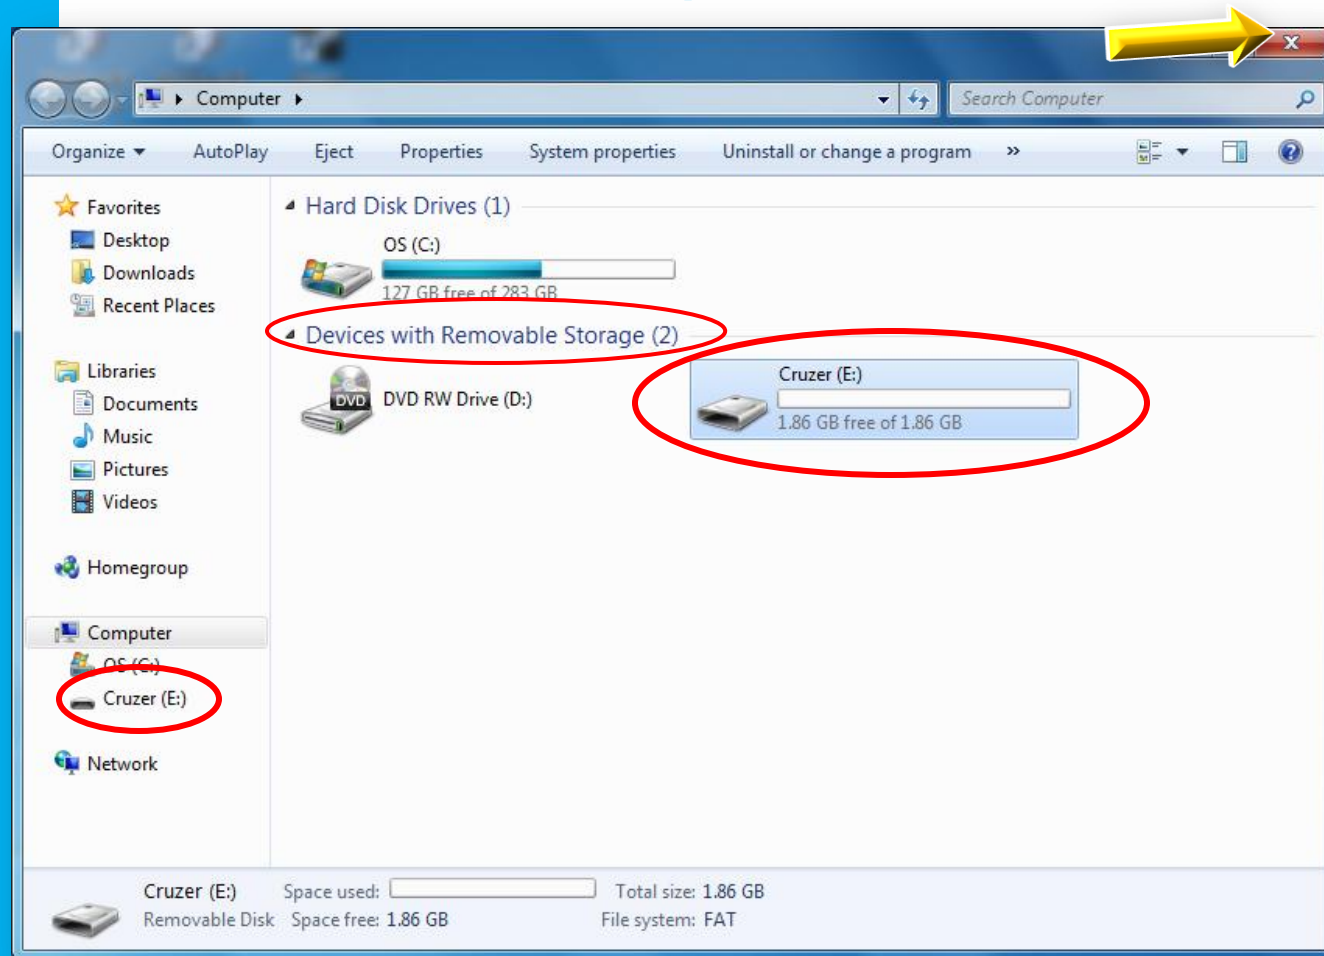 Computer
Search Computer
Organize AutoPlay Eject Properties System properties Uninstall or change a program »
Favorites
Desktop
Downloads
Recent Places
Libraries
Documents
Music
Pictures
Videos
Homegroup
Computer
OS (C:)
Cruzer (E:)
Network
Hard Disk Drives (1)
OS (C:)
127 GB free of 283 GB
Devices with Removable Storage (2)
DVD
DVD RW Drive (D:)
Cruzer (E:)
1.86 GB free of 1.86 GB
Cruzer (E:) Space used: Total size: 1.86 GB
Removable Disk Space free: 1.86 GB File system: FAT